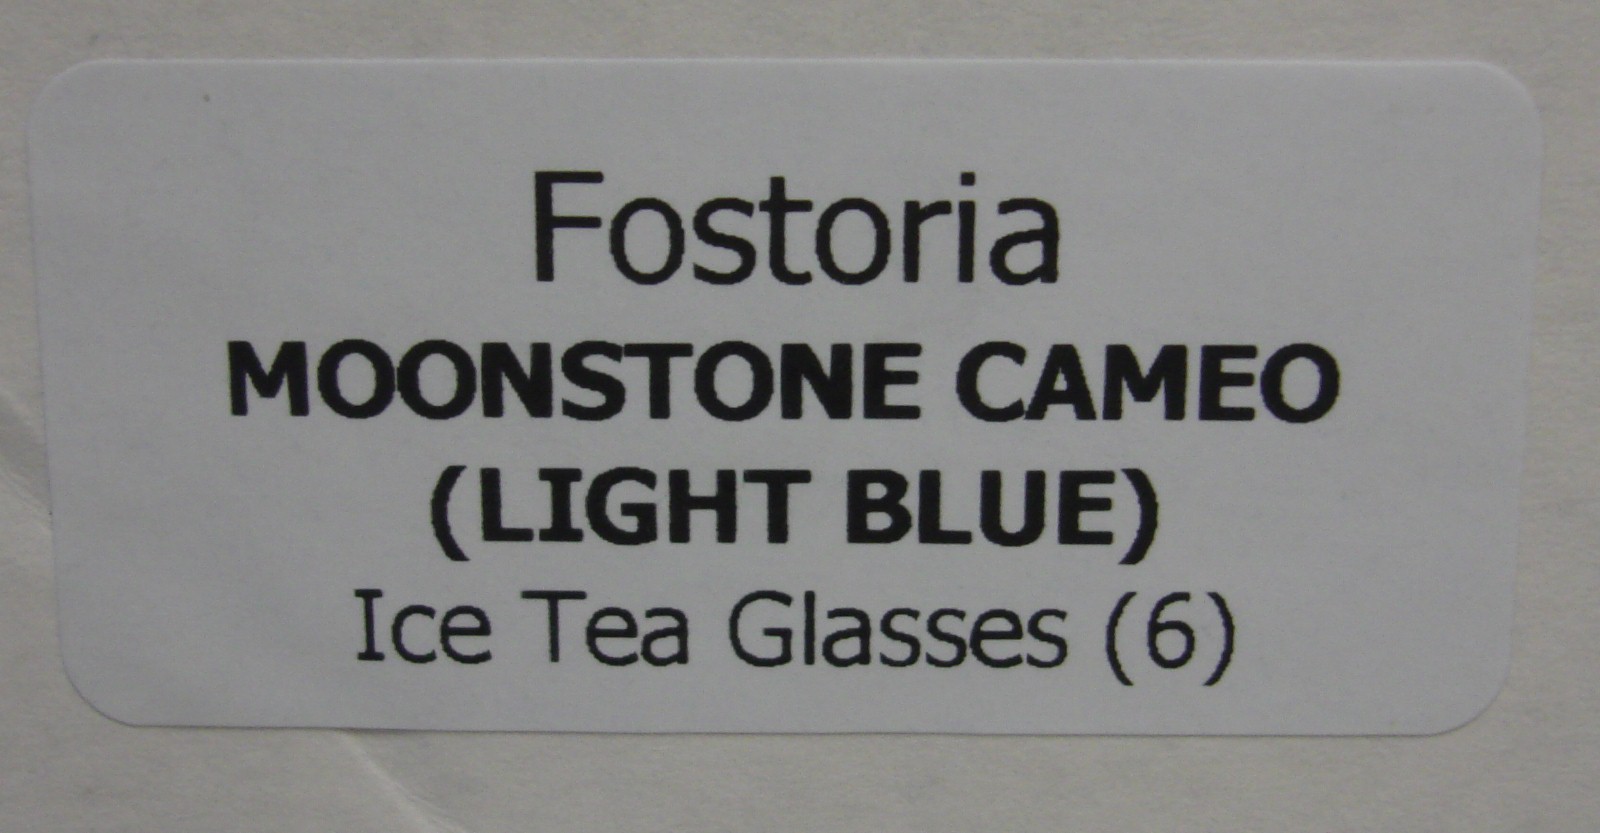 Fostoria
MOONSTONE CAMEO
(LIGHT BLUE)
Ice Tea Glasses (6)